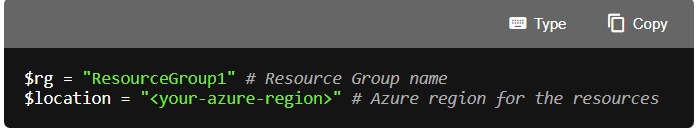 Type Copy
$rg = "ResourceGroup1" # Resource Group name
$location = "<your-azure-region>" # Azure region for the resources